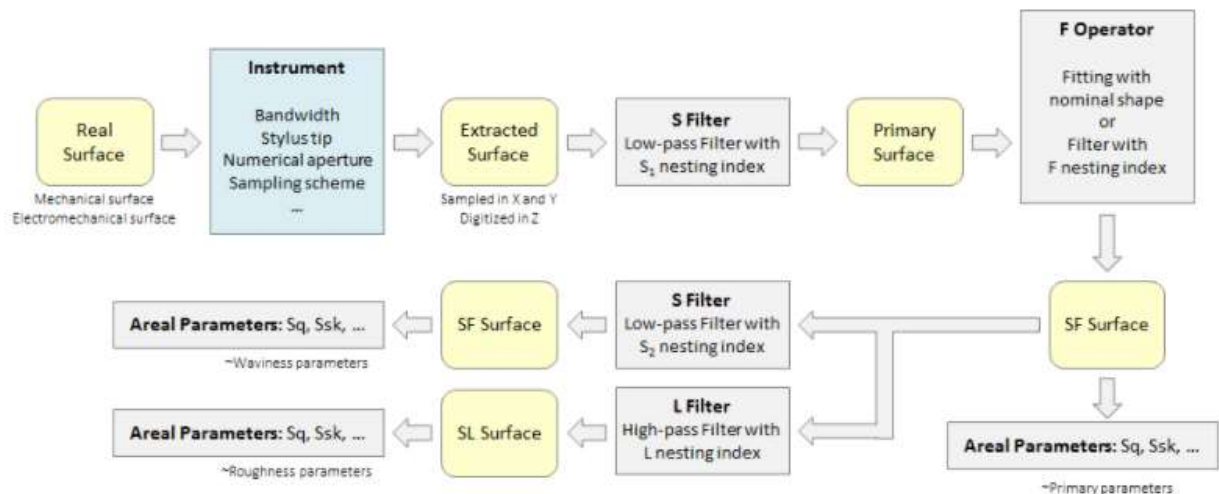 Real
Surface
Mechanical surface
Electromechanical surface
Instrument
Bandwidth
Stylus tip
Numerical aperture
Sampling scheme
...
Extracted
Surface
Sampled in X and Y
Digitized in Z
S Filter
Low-pass Filter with
S₁ nesting index
Primary
Surface
F Operator
Fitting with
nominal shape
or
Filter with
F nesting index
SF Surface
Areal Parameters: Sq, Ssk, ...
~Primary parameters
S Filter
Low-pass Filter with
S₂ nesting index
SF Surface
Areal Parameters: Sq, Ssk, ...
~Waviness parameters
L Filter
High-pass Filter with
L nesting index
SL Surface
Areal Parameters: Sq, Ssk, ...
~Roughness parameters